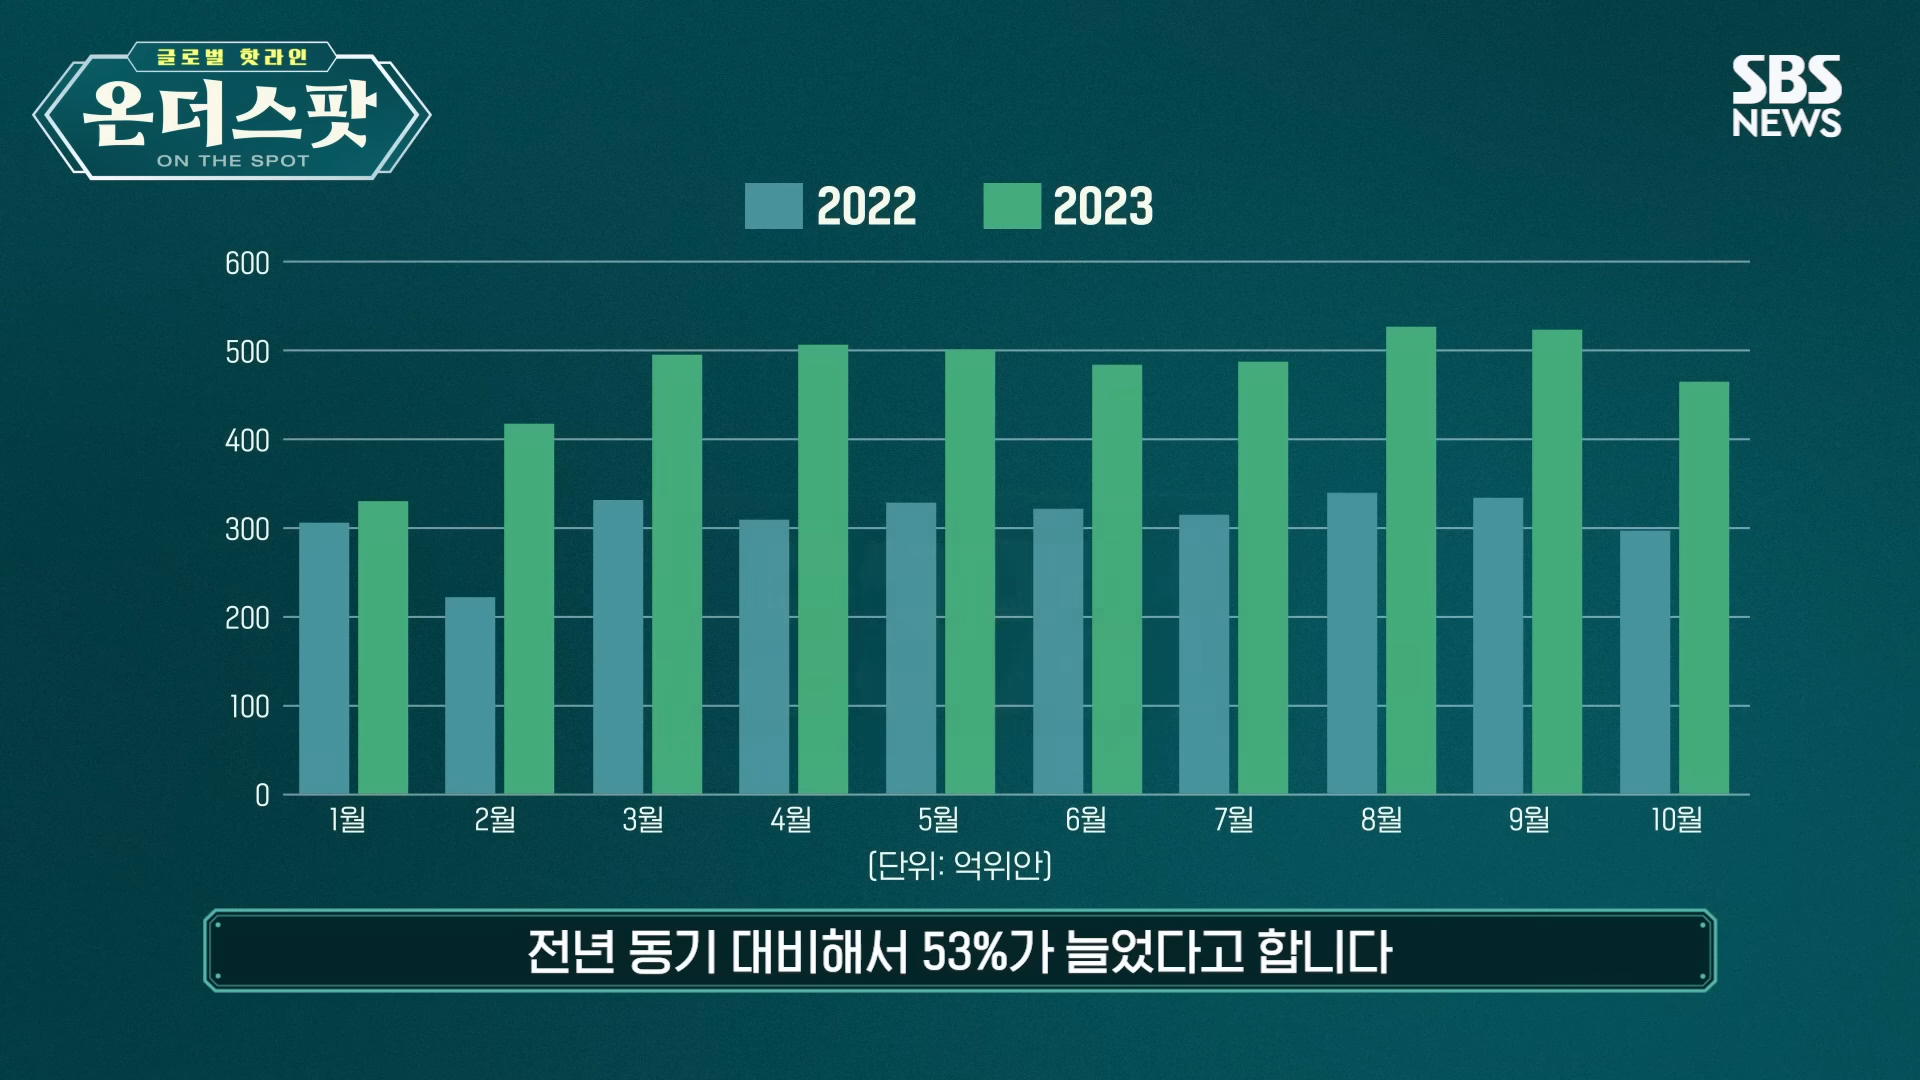 글로벌 핫라인
온더스팟
ON THE SPOT
SBS
NEWS
2022 2023
600
500
400
300
200
100
0
1월 2월 3월 4월 5월 6월 7월 8월 9월 10월
(단위: 억위안)
전년 동기 대비해서 53%가 늘었다고 합니다